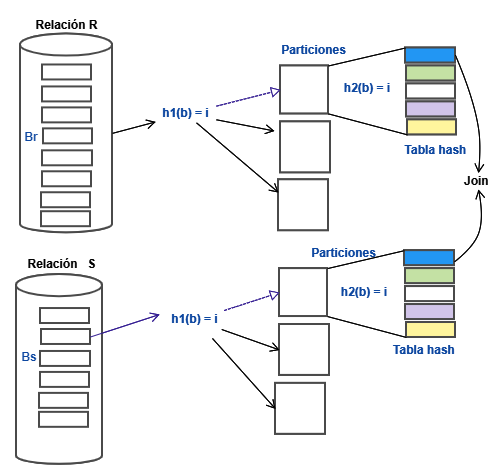 Relación R
Br
h1(b) = i
Particiones
h2(b) = i
Tabla hash
Join
Relación S
Bs
h1(b) = i
Particiones
h2(b) = i
Tabla hash